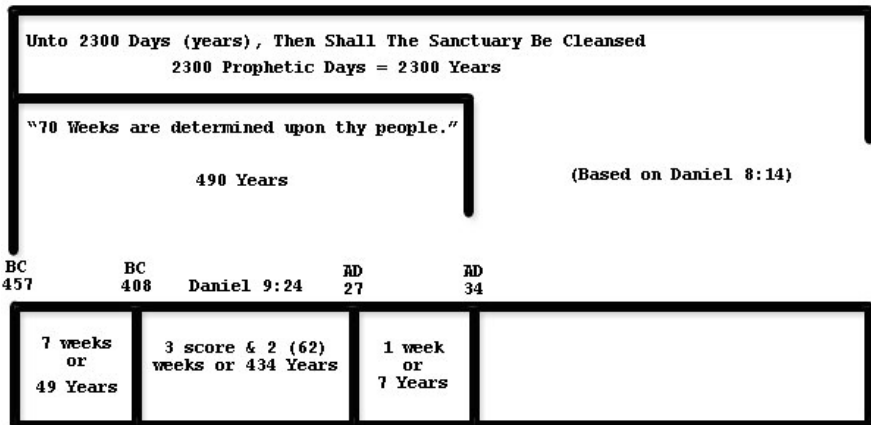 Unto 2300 Days (years), Then Shall The Sanctuary Be Cleansed
2300 Prophetic Days = 2300 Years
"70 Weeks are determined upon thy people."
490 Years
(Based on Daniel 8:14)
BC
457
BC
408
Daniel 9:24
AD
27
AD
34
7 weeks
or
49 Years
3 score & 2 (62)
weeks or 434 Years
1 week
or
7 Years